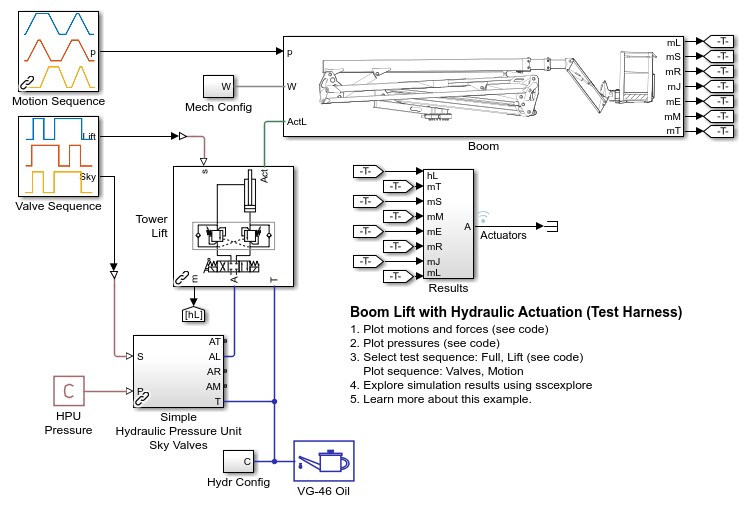 p
Motion Sequence
Lift
Sky
Valve Sequence
W
Mech Config
p
W
ActL
mL
mS
mR
mJ
mE
mM
mT
Boom
-T-
-T-
-T-
-T-
-T-
-T-
-T-
s
Act
Tower
Lift
m
A
T
[hL]
-T-
-T-
-T-
-T-
-T-
-T-
-T-
-T-
hL
mT
mS
mM
mE
mR
mJ
mL
A
Results
Actuators
Boom Lift with Hydraulic Actuation (Test Harness)
1. Plot motions and forces (see code)
2. Plot pressures (see code)
3. Select test sequence: Full, Lift (see code)
Plot sequence: Valves, Motion
4. Explore simulation results using sscexplore
5. Learn more about this example.
C
HPU
Pressure
S
P
AT
AL
AR
AM
T
Simple
Hydraulic Pressure Unit
Sky Valves
C
Hydr Config
VG-46 Oil